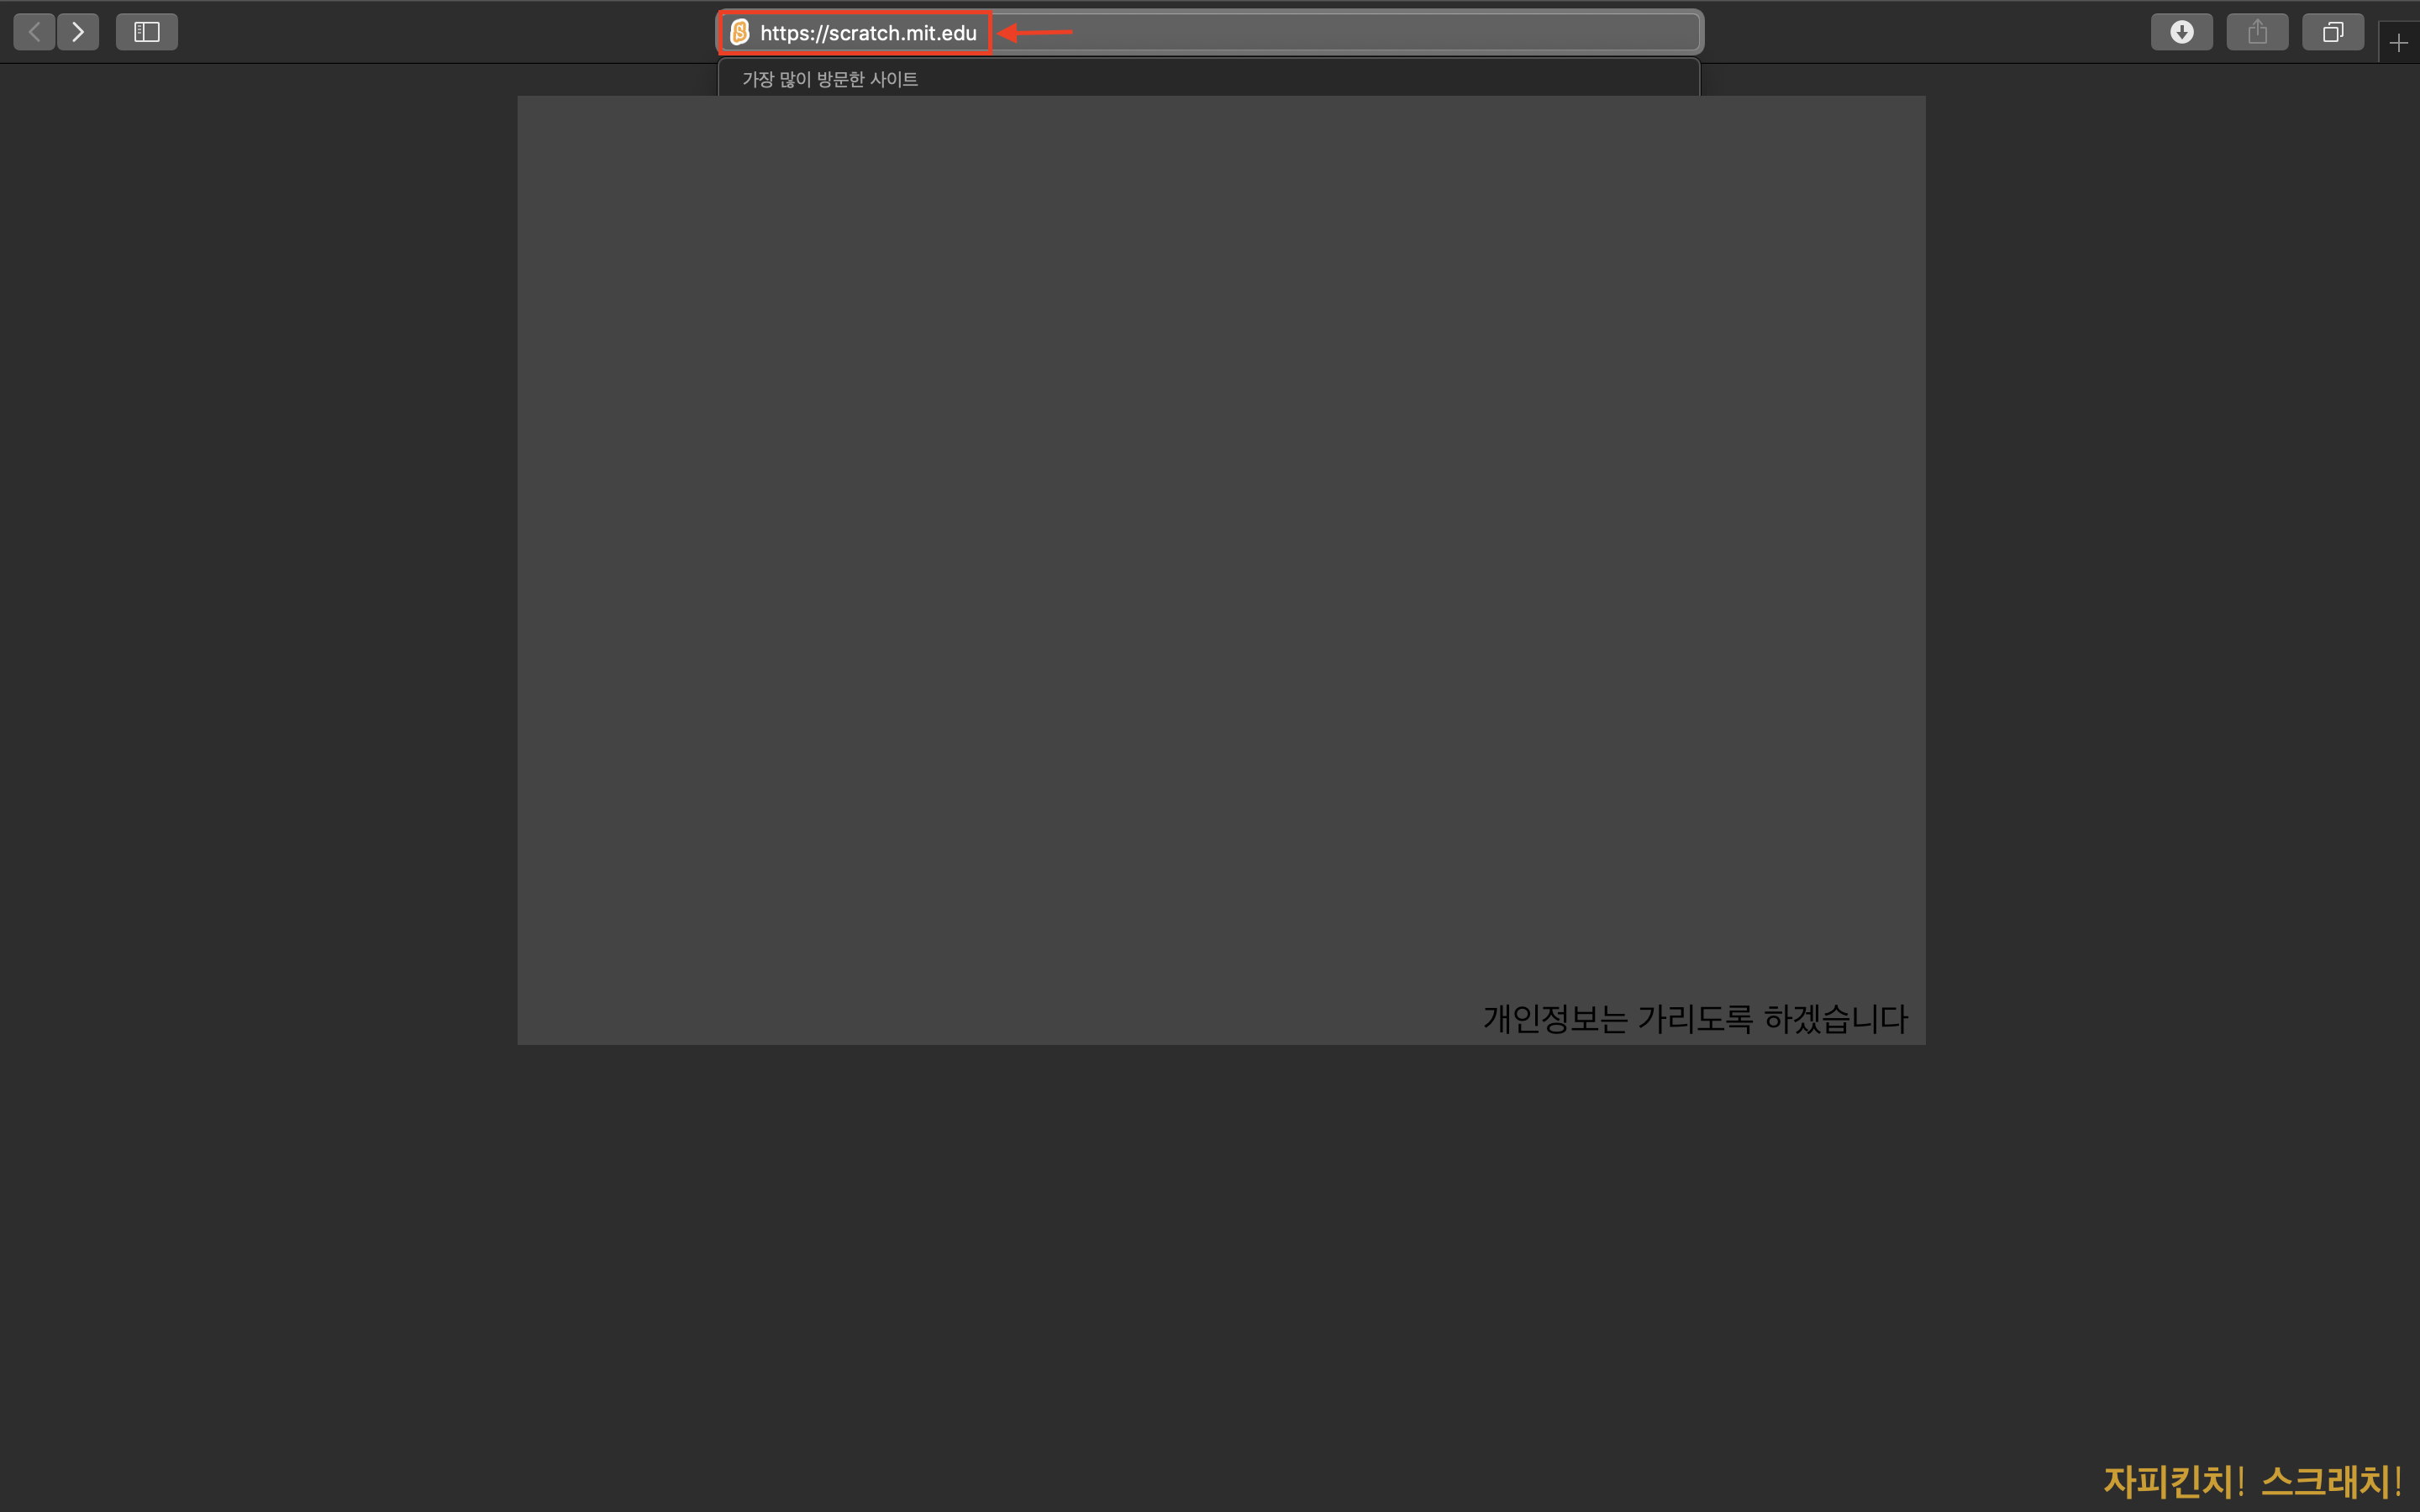 https://scratch.mit.edu
가장 많이 방문한 사이트
개인정보는 가리도록 하겠습니다
자피킨치! 스크래치!